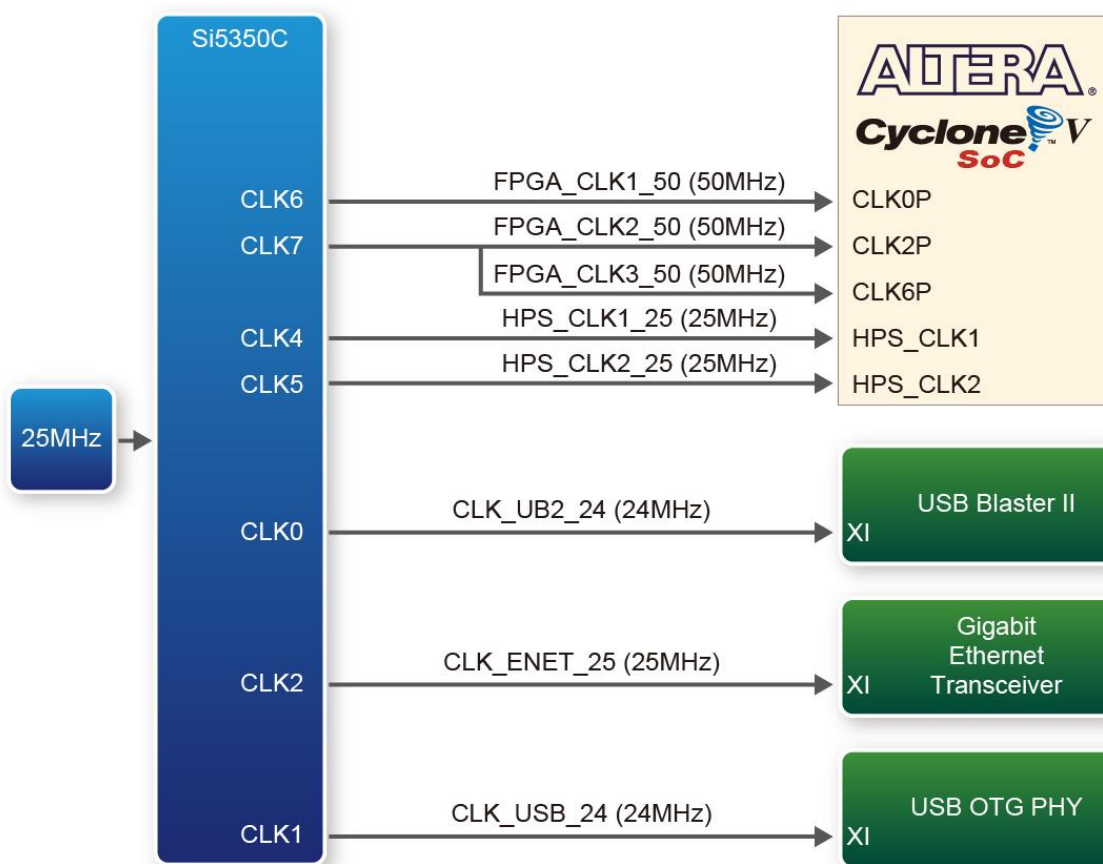 Si5350C
ALTERA®
Cyclone™ V
SoC
CLK6
FPGA_CLK1_50 (50MHz)
CLK0P
CLK7
FPGA_CLK2_50 (50MHz)
CLK2P
FPGA_CLK3_50 (50MHz)
CLK6P
CLK4
HPS_CLK1_25 (25MHz)
HPS_CLK1
CLK5
HPS_CLK2_25 (25MHz)
HPS_CLK2
25MHz
CLK0
CLK_UB2_24 (24MHz)
XI
USB Blaster II
CLK2
CLK_ENET_25 (25MHz)
XI
Gigabit
Ethernet
Transceiver
CLK1
CLK_USB_24 (24MHz)
XI
USB OTG PHY